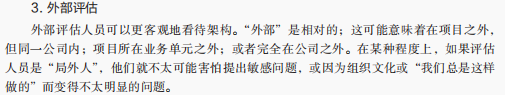 3. 外部评估
外部评估人员可以更客观地看待架构。“外部”是相对的；这可能意味着在项目之外，
但同一公司内；项目所在业务单元之外；或者完全在公司之外。在某种程度上，如果评估
人员是“局外人”，他们就不太可能害怕提出敏感问题，或因为组织文化或“我们总是这样
做的”而变得不太明显的问题。